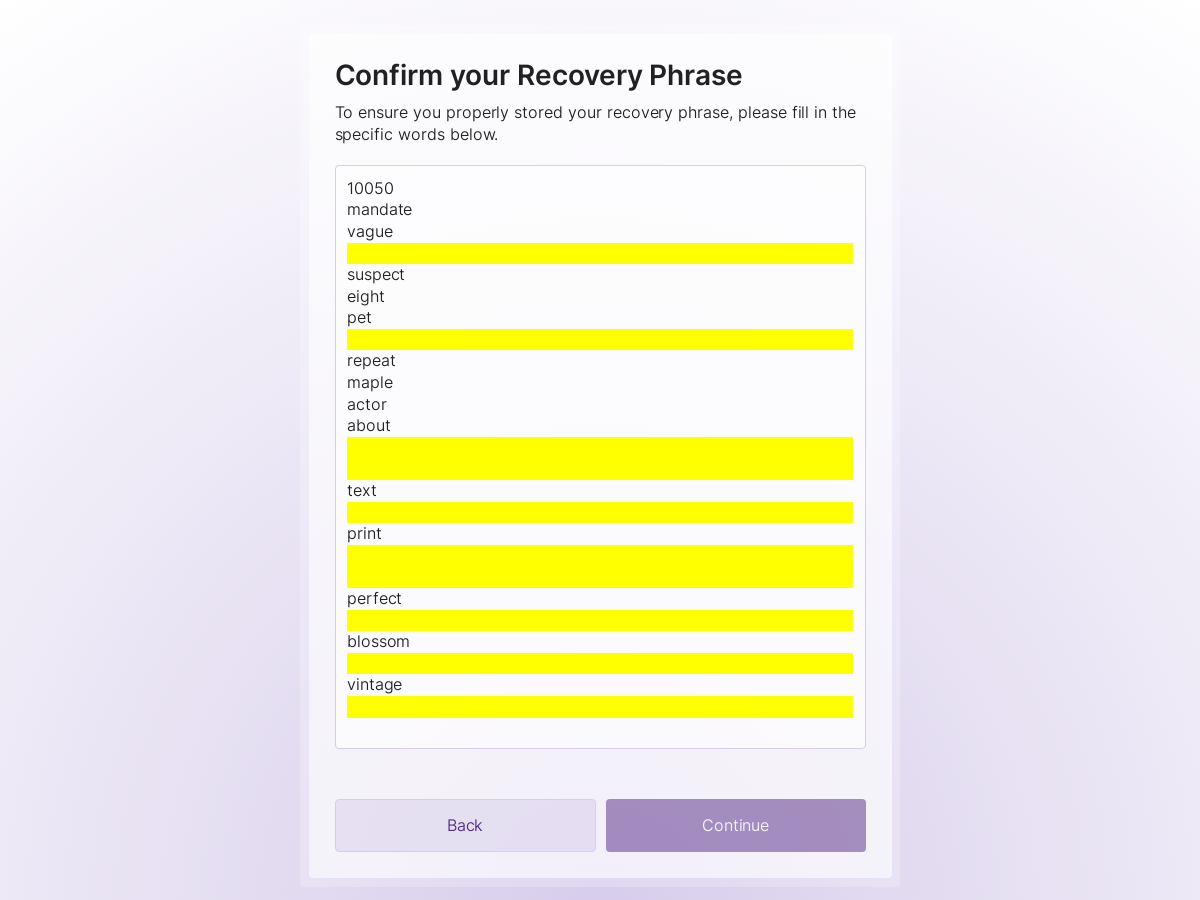 Confirm your Recovery Phrase
To ensure you properly stored your recovery phrase, please fill in the
specific words below.
10050
mandate
vague
suspect
eight
pet
repeat
maple
actor
about
text
print
perfect
blossom
vintage
Back
Continue